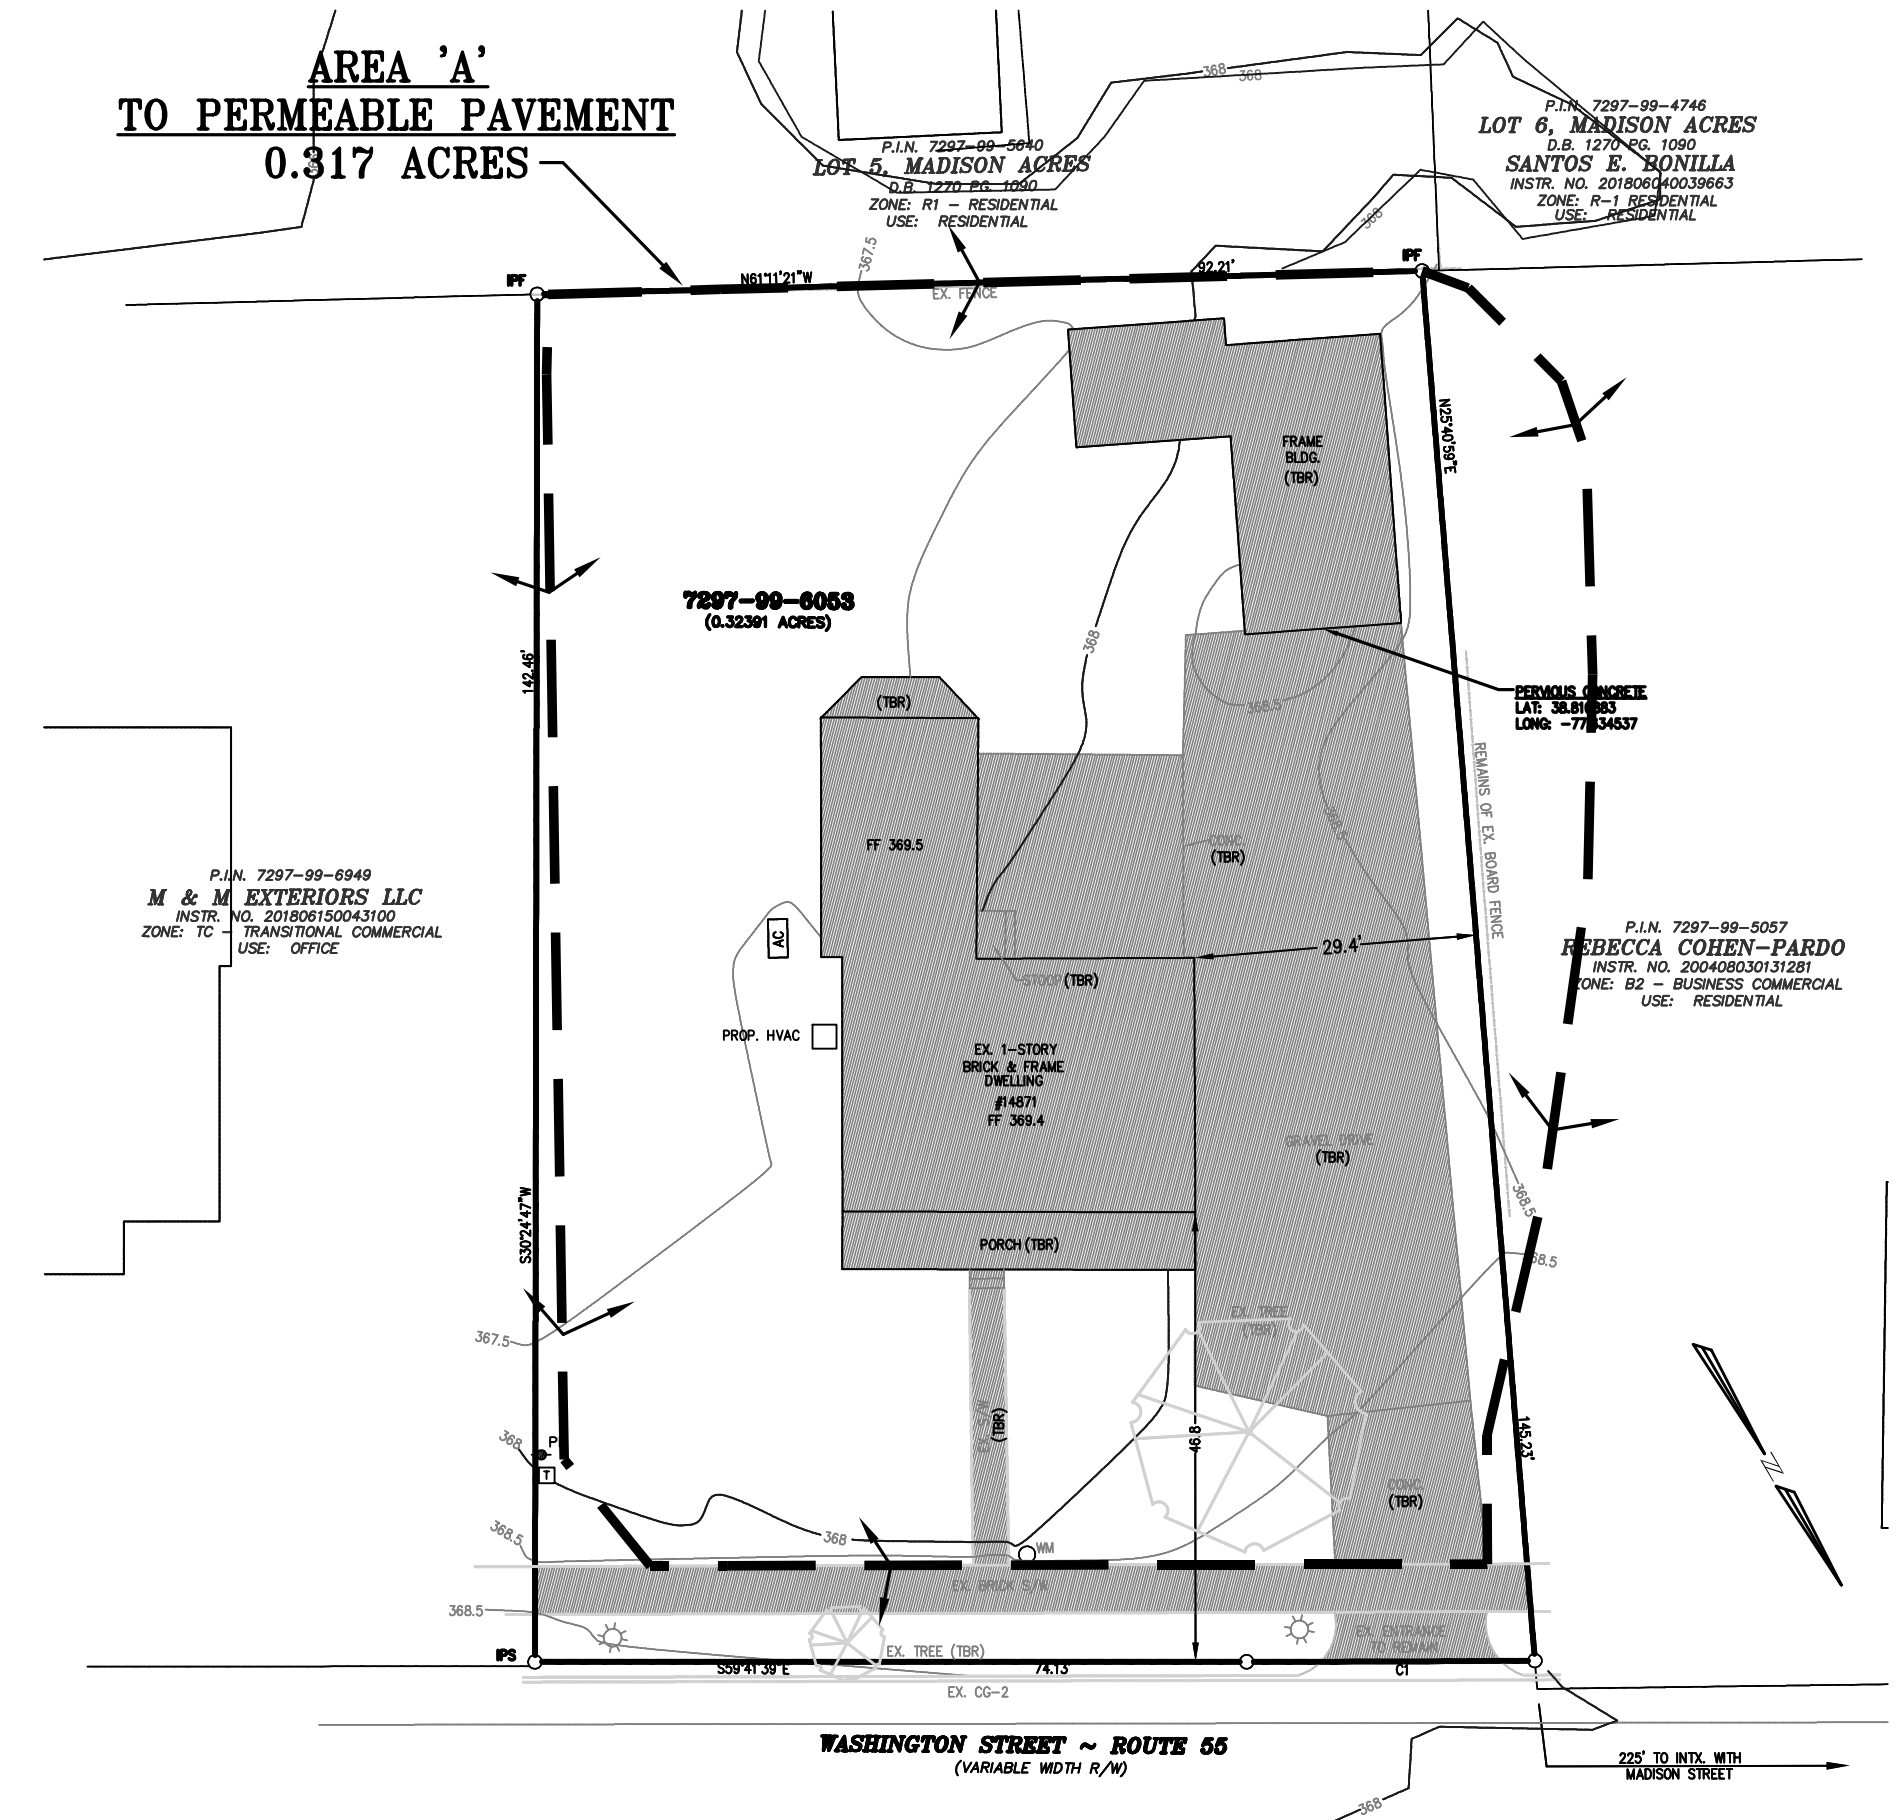 AREA 'A'
TO PERMEABLE PAVEMENT
0.317 ACRES
368
368
P.I.N. 7297-99-5640
LOT 5, MADISON ACRES
D.B. 1270 PG. 1090
ZONE: R1 - RESIDENTIAL
USE: RESIDENTIAL
P.I.N. 7297-99-4746
LOT 6, MADISON ACRES
D.B. 1270 PG. 1090
SANTOS E. BONILLA
INSTR. NO. 201806040039663
ZONE: R-1 RESIDENTIAL
USE: RESIDENTIAL
368
367.5
IPF
N61°11'21"W
EX. FENCE
92.21'
IPF
N25°40'59"E
FRAME
BLDG.
(TBR)
7297-99-6053
(0.32391 ACRES)
368
142.46'
368.5
PERVIOUS CONCRETE
(TBR)
FF 369.5
CONC.
(TBR)
368.5
REMAINS OF EX. BOARD FENCE
P.I.N. 7297-99-6949
M & M EXTERIORS LLC
INSTR. NO. 201806150043100
ZONE: TC - TRANSITIONAL COMMERCIAL
USE: OFFICE
AC
29.4'
P.I.N. 7297-99-5057
REBECCA COHEN-PARDO
INSTR. NO. 200408030131281
ZONE: B2 - BUSINESS COMMERCIAL
USE: RESIDENTIAL
STOOP (TBR)
PROP. HVAC
EX. 1-STORY
BRICK & FRAME
DWELLING
#14871
FF 369.4
GRAVEL DRIVE
(TBR)
368.5
S30°24'47"W
PORCH (TBR)
368.5
EX. TREE
(TBR)
367.5
EX. S/W
(TBR)
46.8
145.23'
368
P
T
CONC.
(TBR)
368.5
368
WM
EX. BRICK S/W
368.5
EX. ENTRANCE
TO REMAIN
IPS
EX. TREE (TBR)
S59°41'39"E
74.13'
C1
EX. CG-2
WASHINGTON STREET ~ ROUTE 55
(VARIABLE WIDTH R/W)
225' TO INTX. WITH
MADISON STREET
368